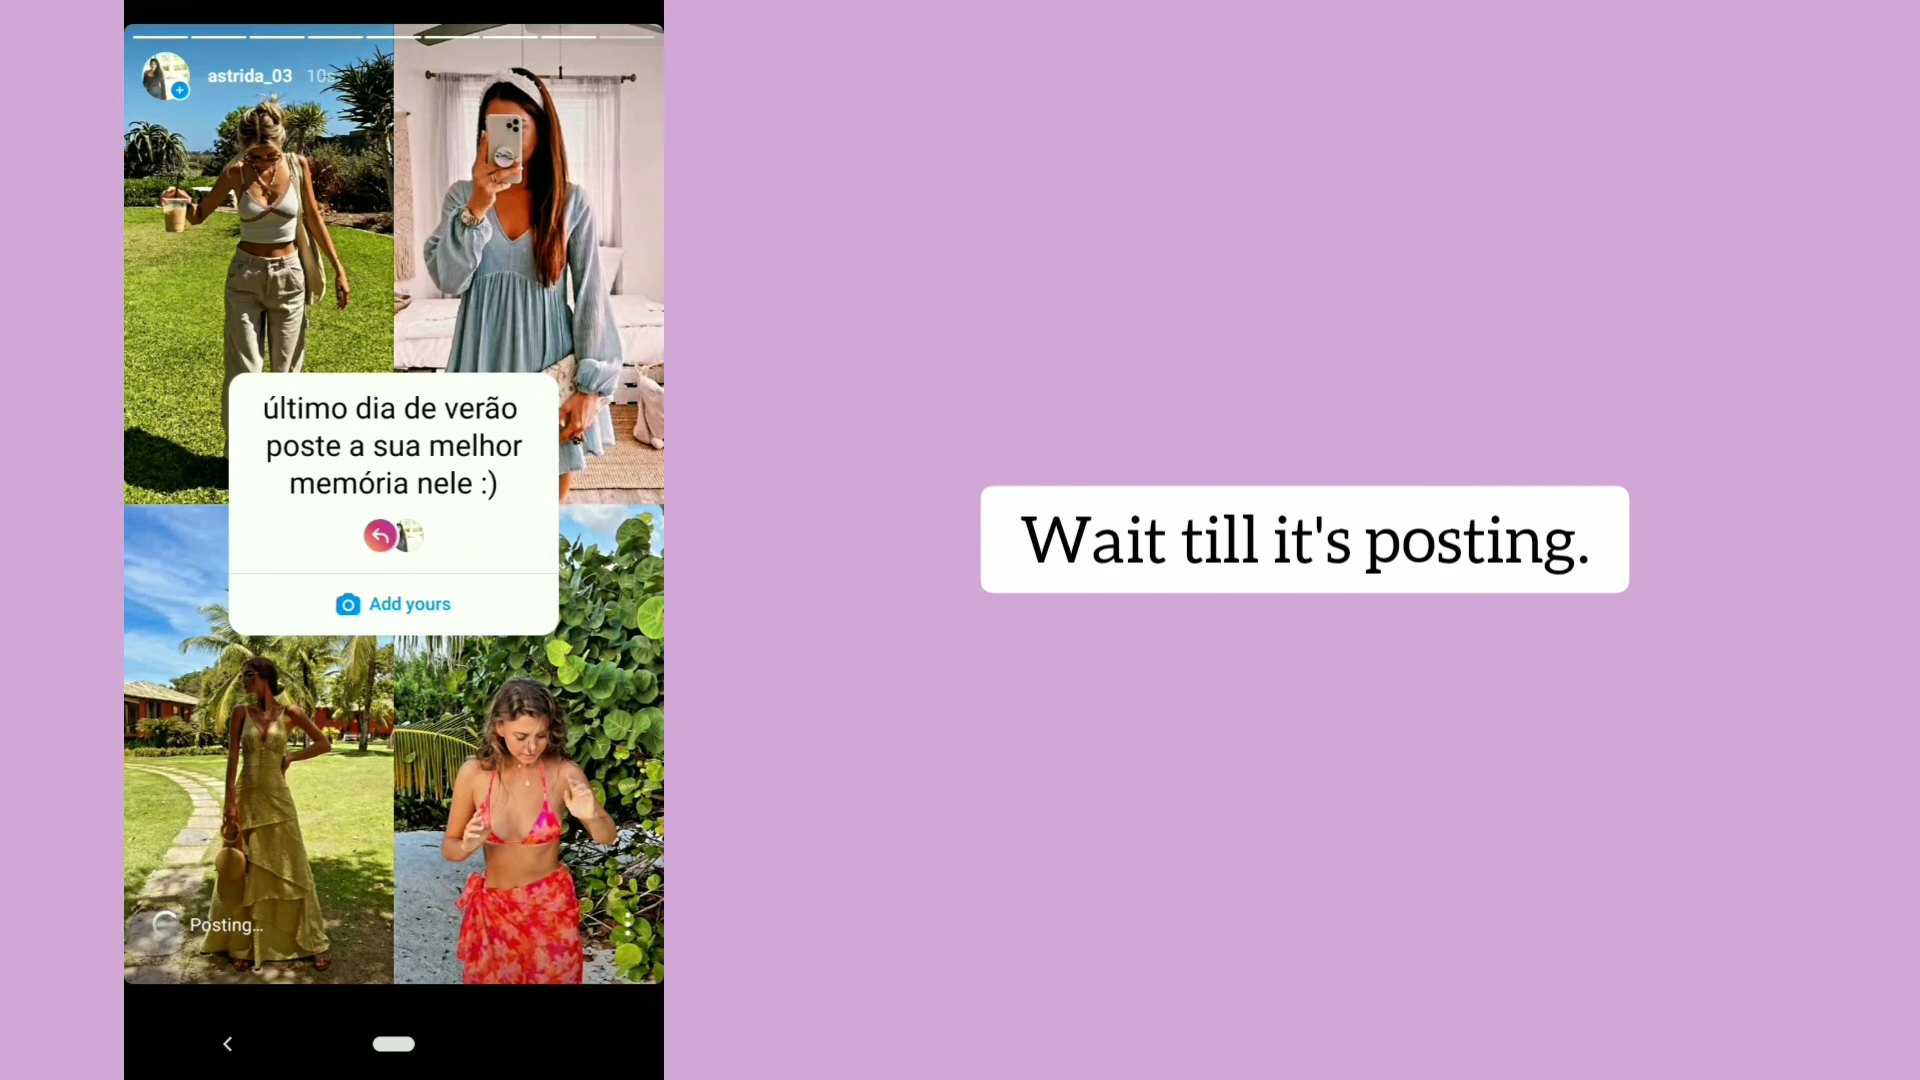 astrida_03 10s
último dia de verão
poste a sua melhor
memória nele :)
Add yours
Posting...
Wait till it's posting.